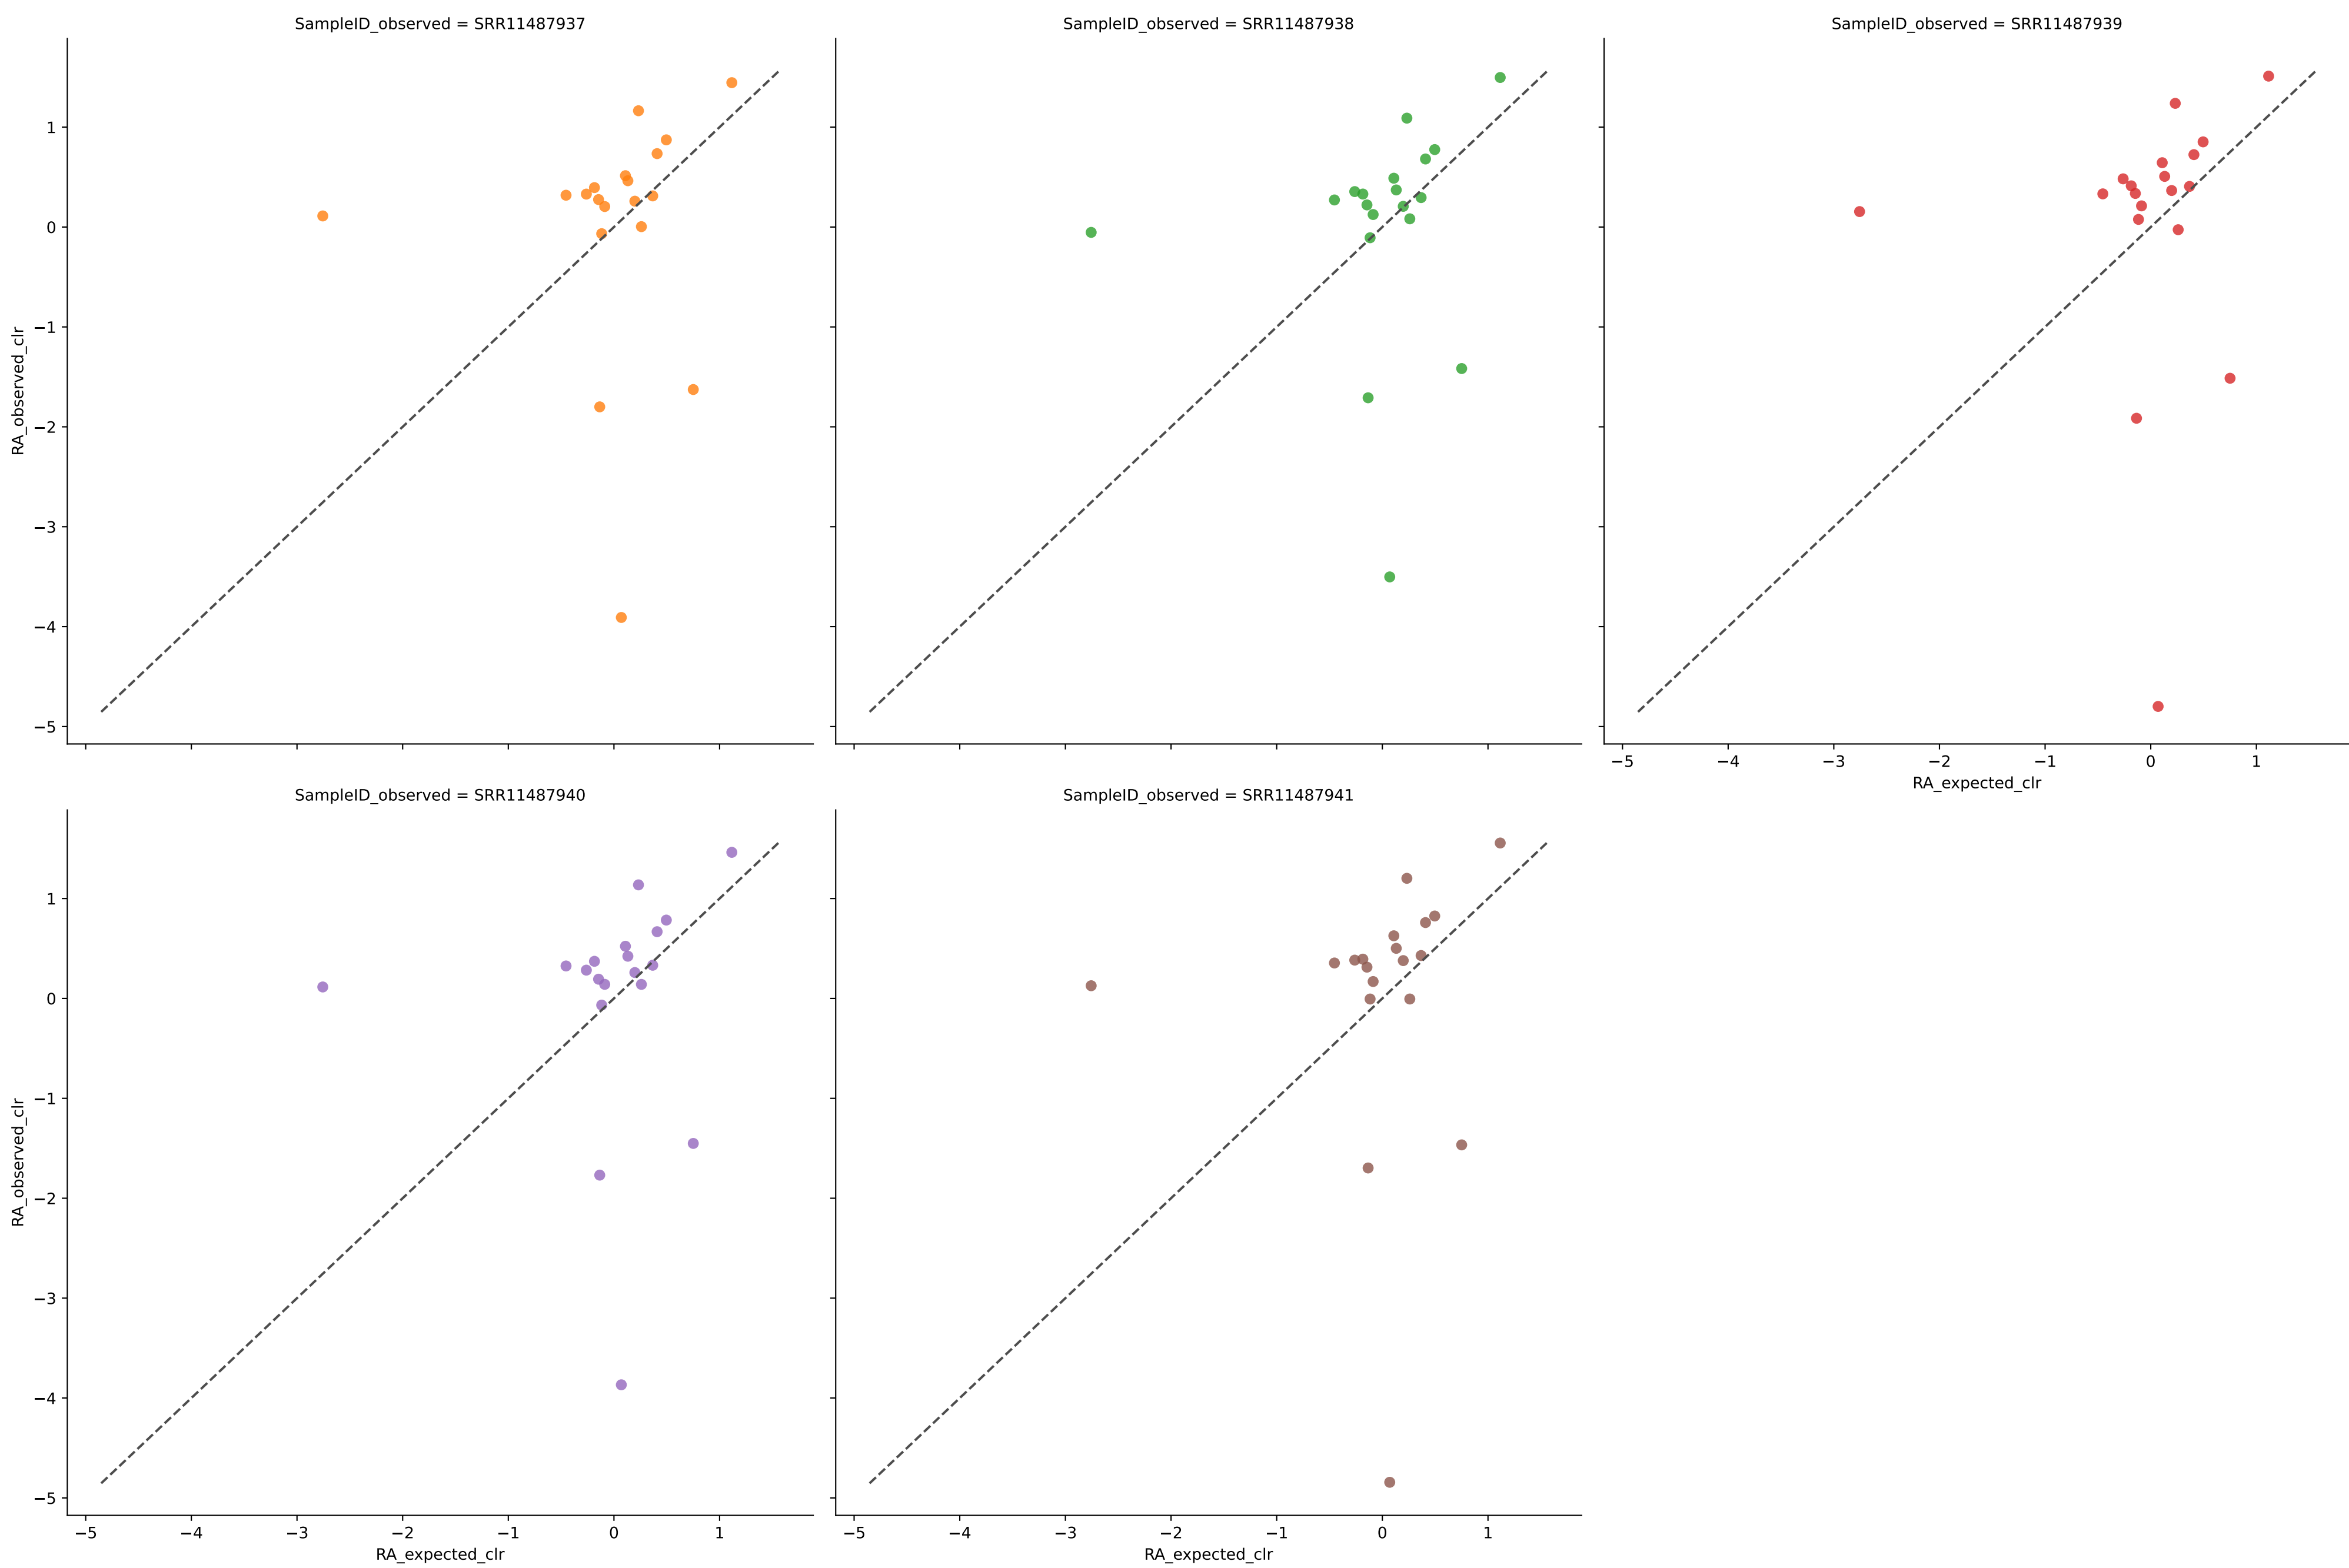 SampleID_observed = SRR11487937
SampleID_observed = SRR11487938
SampleID_observed = SRR11487939
1
0
−1
−2
−3
−4
−5
RA_observed_clr
−5 −4 −3 −2 −1 0 1
RA_expected_clr
SampleID_observed = SRR11487940
SampleID_observed = SRR11487941
1
0
−1
−2
−3
−4
−5
RA_observed_clr
−5 −4 −3 −2 −1 0 1
−5 −4 −3 −2 −1 0 1
RA_expected_clr
RA_expected_clr